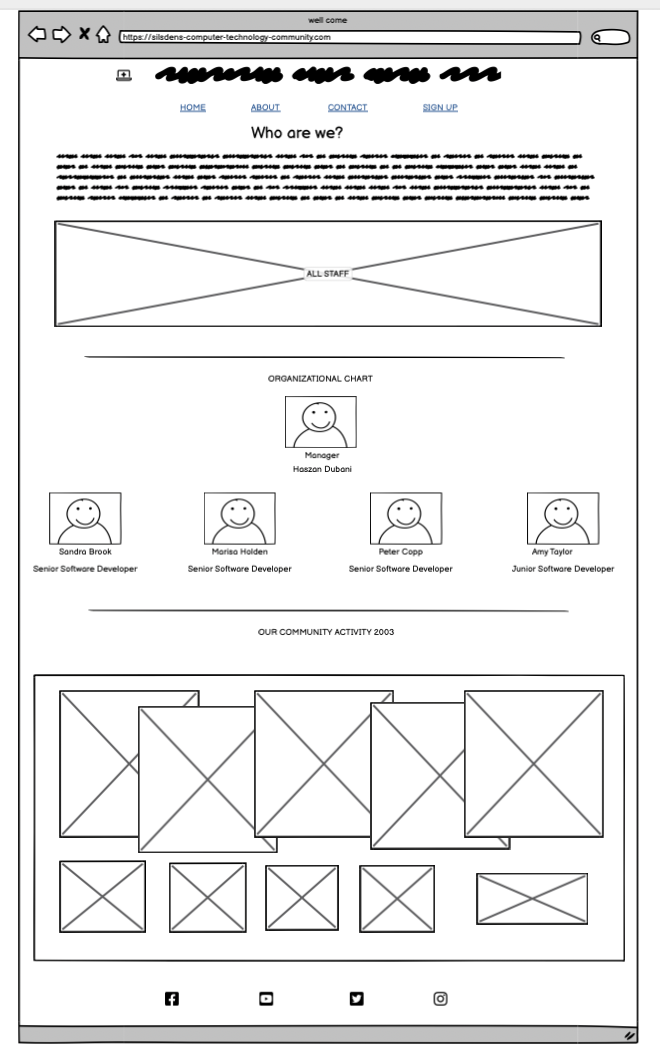 well come
https://silsdens-computer-technology-community.com
HOME ABOUT CONTACT SIGN UP
Who are we?
ALL STAFF
ORGANIZATIONAL CHART
Manager
Haszan Dubani
Sandra Brook Marisa Holden Peter Copp Amy Taylor
Senior Software Developer Senior Software Developer Senior Software Developer Junior Software Developer
OUR COMMUNITY ACTIVITY 2003